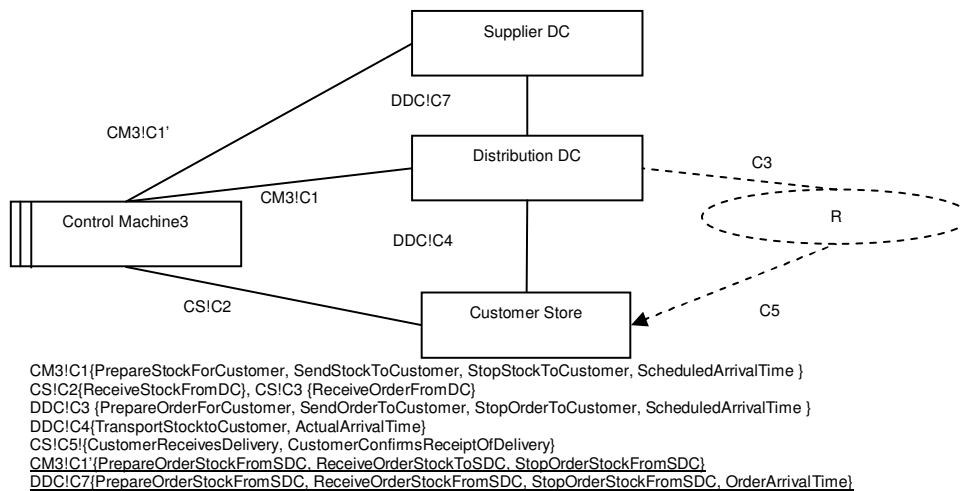 Supplier DC
DDC!C7
CM3!C1'
Distribution DC
C3
CM3!C1
Control Machine3
R
DDC!C4
CS!C2
Customer Store
C5
CM3!C1{PrepareStockForCustomer, SendStockToCustomer, StopStockToCustomer, ScheduledArrivalTime }
CS!C2{ReceiveStockFromDC}, CS!C3 {ReceiveOrderFromDC}
DDC!C3 {PrepareOrderForCustomer, SendOrderToCustomer, StopOrderToCustomer, ScheduledArrivalTime }
DDC!C4{TransportStocktoCustomer, ActualArrivalTime}
CS!C5!{CustomerReceivesDelivery, CustomerConfirmsReceiptOfDelivery}
CM3!C1'{PrepareOrderStockFromSDC, ReceiveOrderStockToSDC, StopOrderStockFromSDC}
DDC!C7{PrepareOrderStockFromSDC, ReceiveOrderStockFromSDC, StopOrderStockFromSDC, OrderArrivalTime}